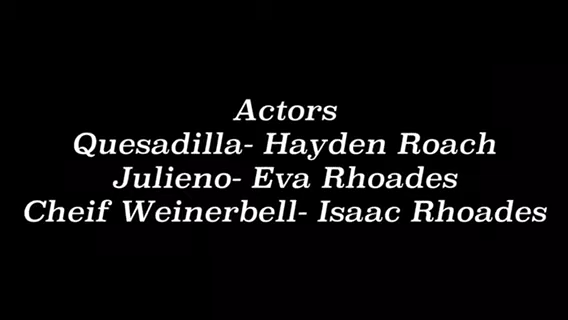 Actors
Quesadilla- Hayden Roach
Julieno- Eva Rhoades
Cheif Weinerbell- Isaac Rhoades